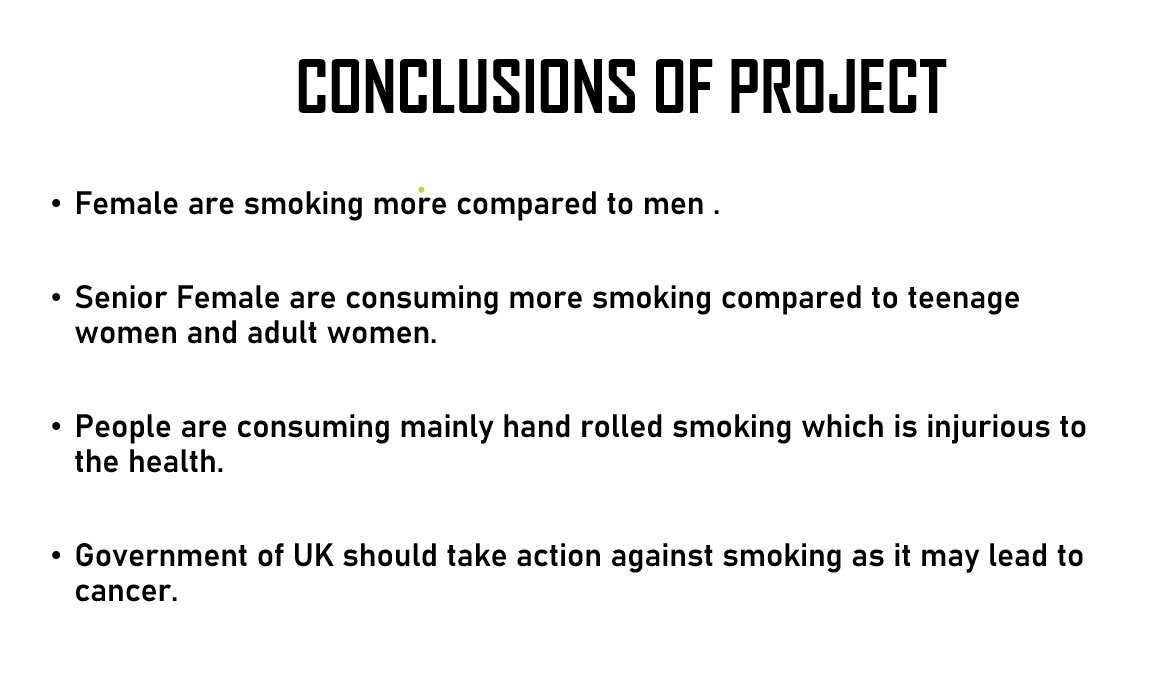 CONCLUSIONS OF PROJECT
• Female are smoking more compared to men .
• Senior Female are consuming more smoking compared to teenage
women and adult women.
• People are consuming mainly hand rolled smoking which is injurious to
the health.
• Government of UK should take action against smoking as it may lead to
cancer.